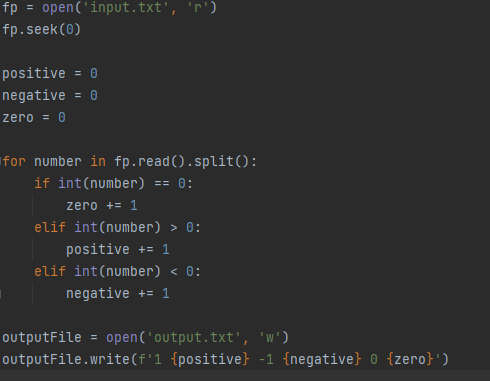 fp = open('input.txt', 'r')
fp.seek(0)
positive = 0
negative = 0
zero = 0
for number in fp.read().split():
    if int(number) == 0:
        zero += 1
    elif int(number) > 0:
        positive += 1
    elif int(number) < 0:
        negative += 1
outputFile = open('output.txt', 'w')
outputFile.write(f'1 {positive} -1 {negative} 0 {zero}')